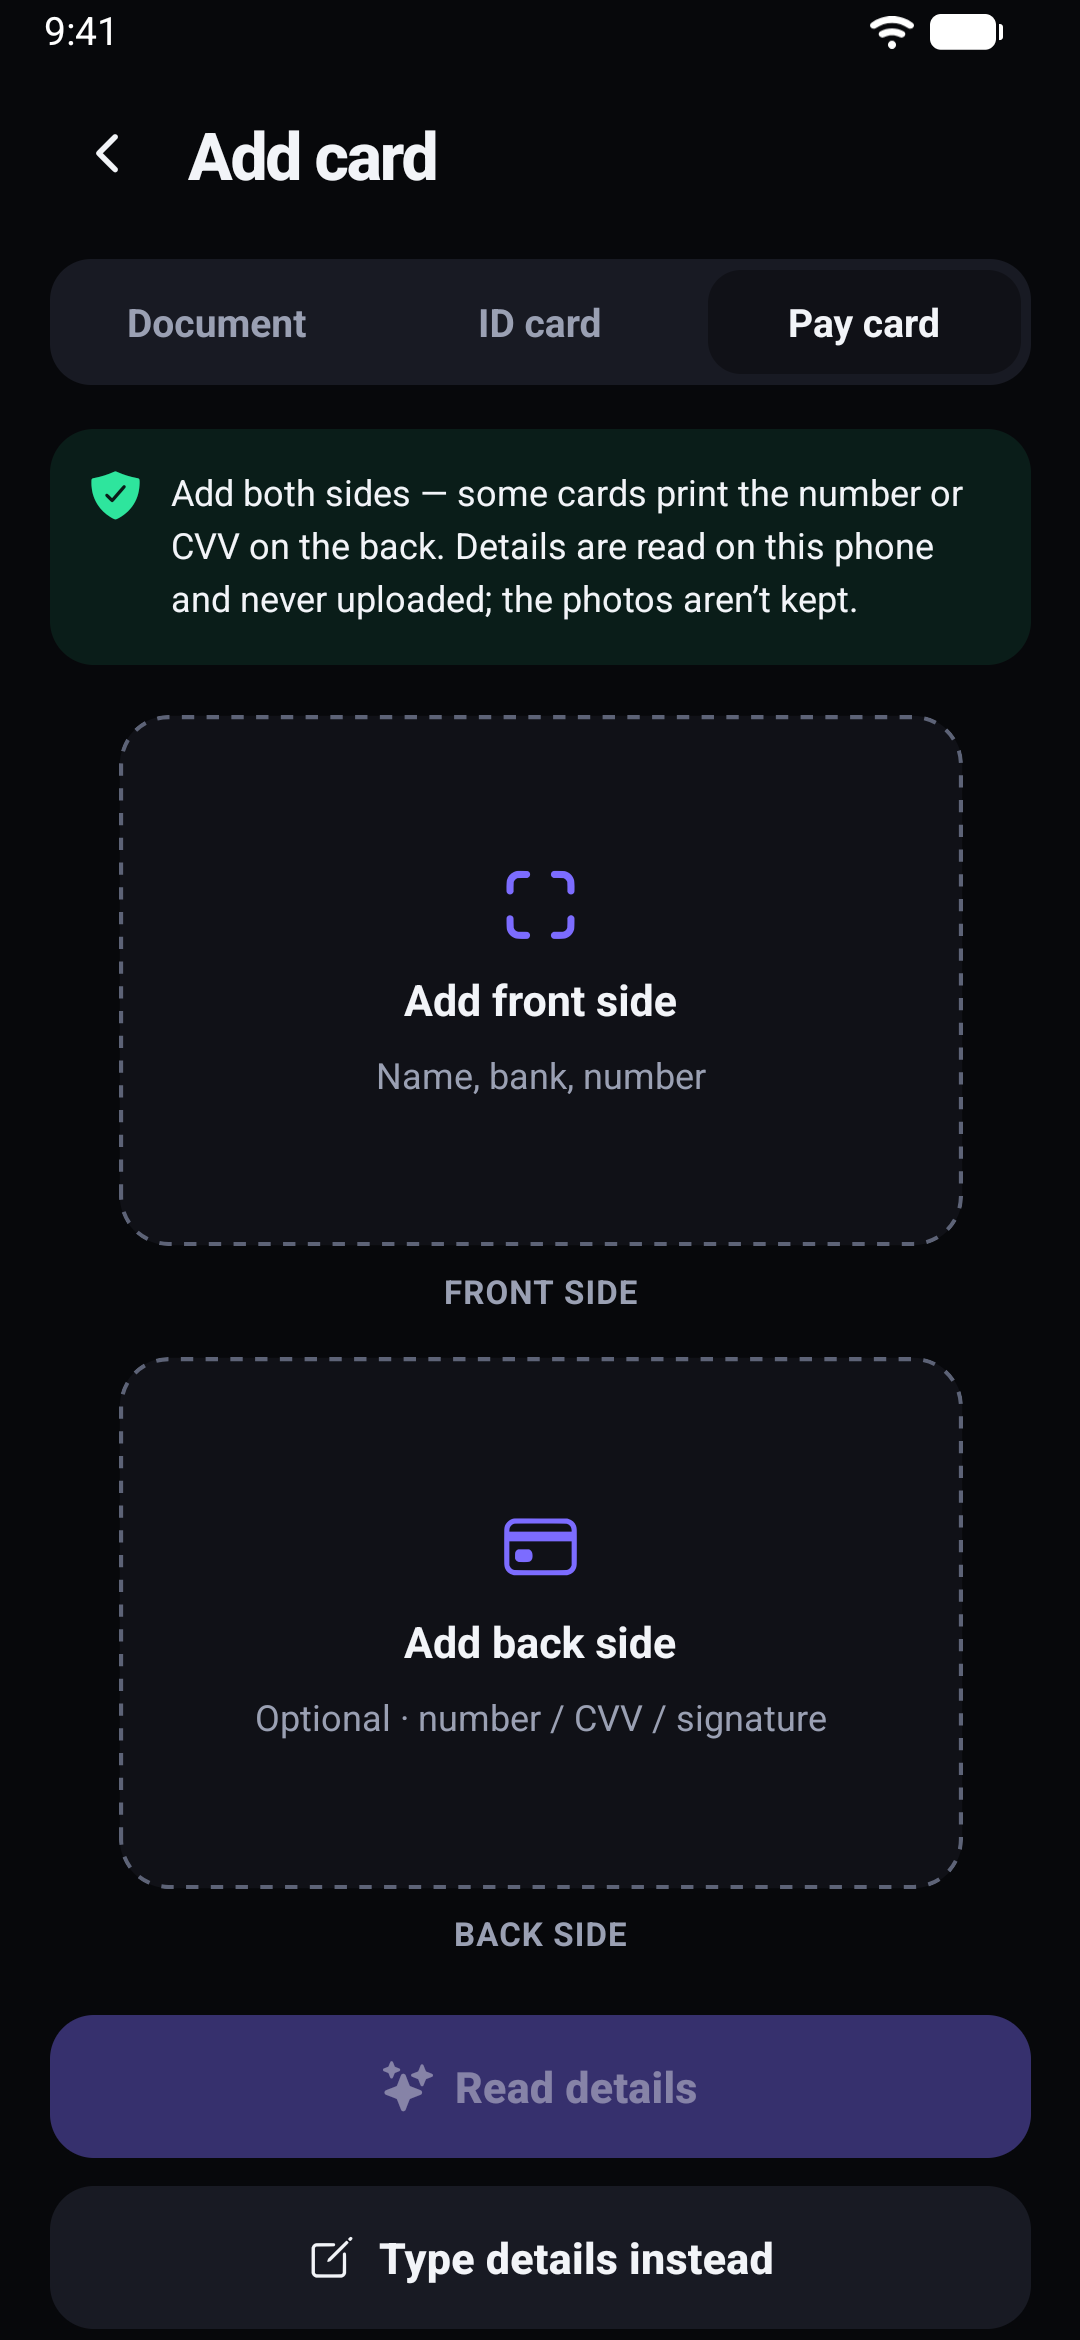 9:41
Add card
Document
ID card
Pay card
Add both sides — some cards print the number or
CVV on the back. Details are read on this phone
and never uploaded; the photos aren’t kept.
Add front side
Name, bank, number
FRONT SIDE
Add back side
Optional · number / CVV / signature
BACK SIDE
Read details
Type details instead